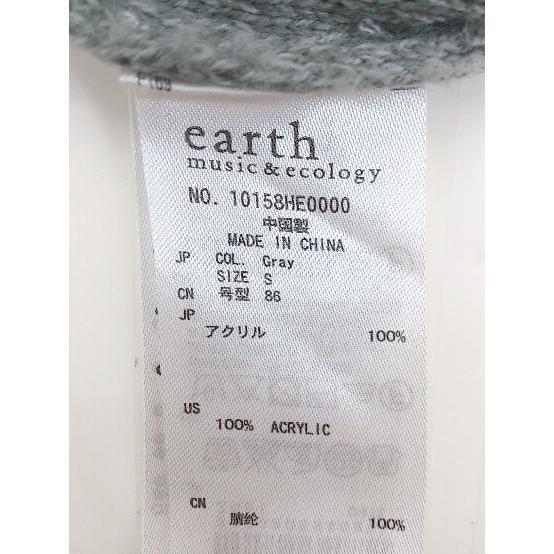 earth
music & ecology
NO. 10158HE0000
中国製
MADE IN CHINA
JP COL. Gray
SIZE S
CN 号型 86
JP
アクリル 100%
US
100% ACRYLIC
CN
腈纶 100%